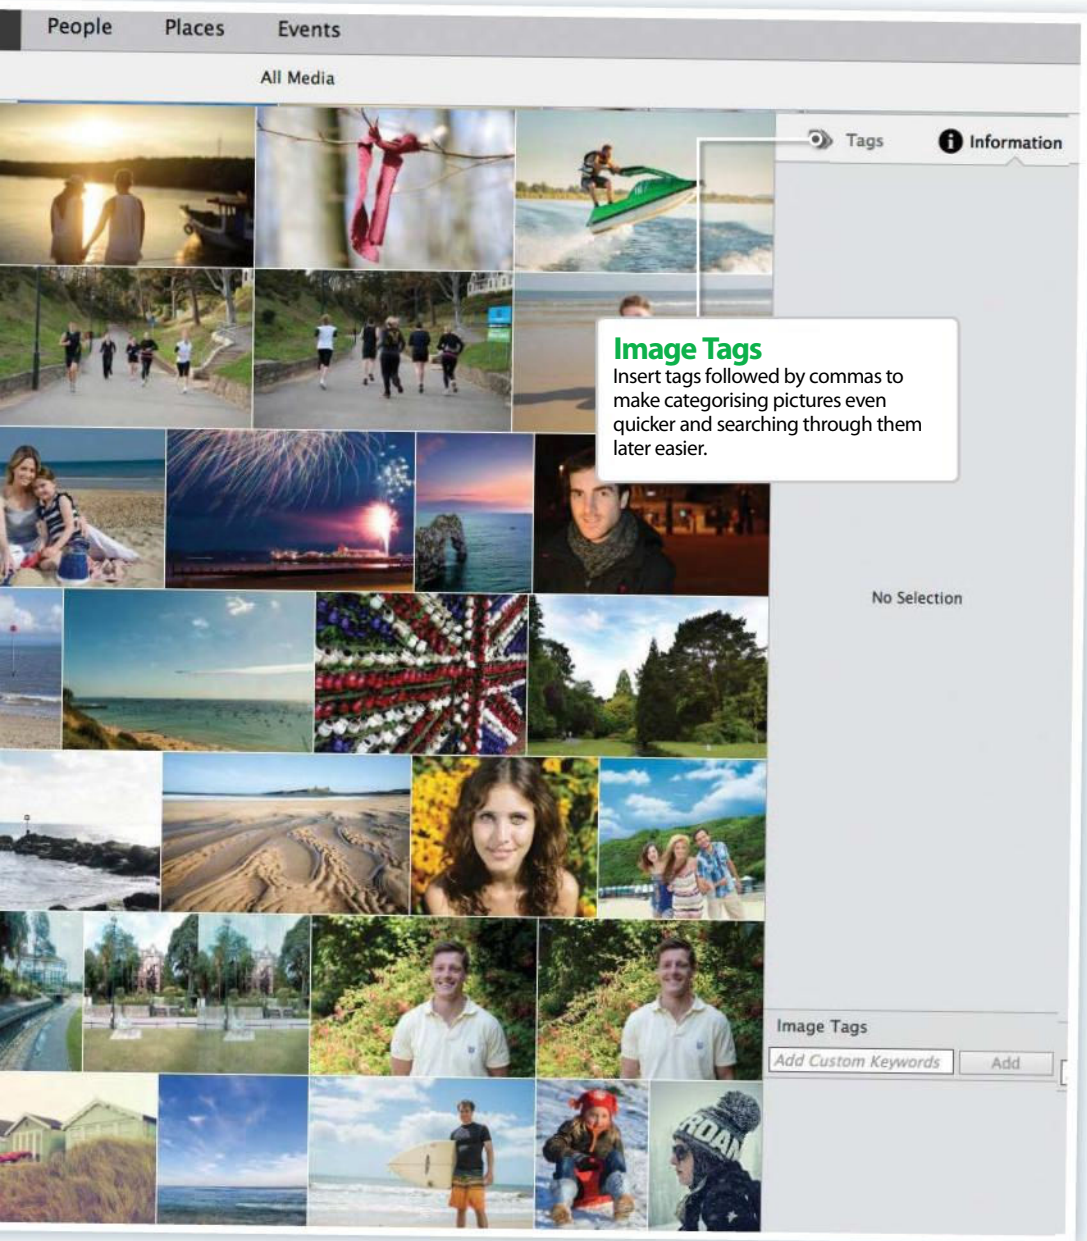 People Places Events
All Media
Tags Information
Image Tags
Insert tags followed by commas to
make categorising pictures even
quicker and searching through them
later easier.
No Selection
Image Tags
Add Custom Keywords Add